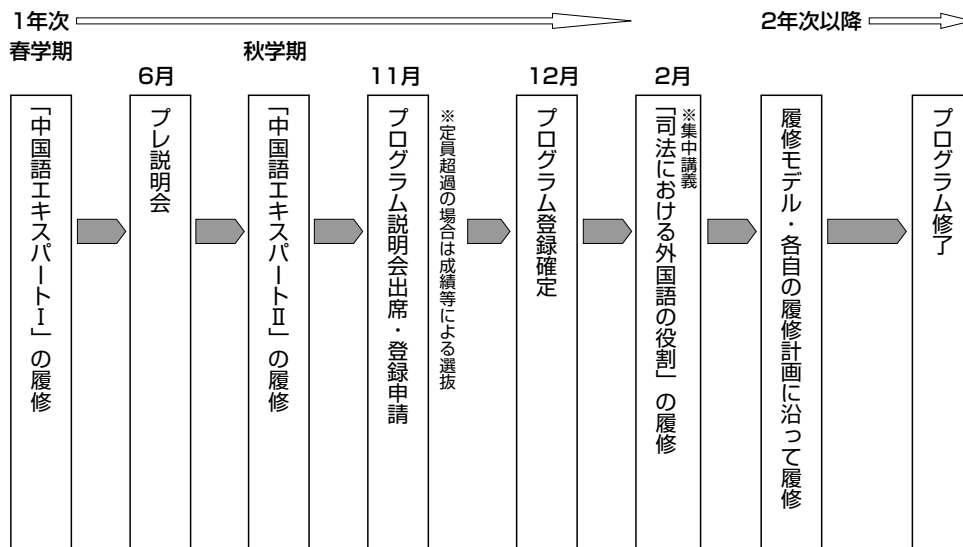 1年次
2年次以降
春学期
秋学期
6月
11月
12月
2月
「中国語エキスパートⅠ」の履修
プレ説明会
「中国語エキスパートⅡ」の履修
プログラム説明会出席・登録申請
※定員超過の場合は成績等による選抜
プログラム登録確定
※集中講義
「司法における外国語の役割」の履修
履修モデル・各自の履修計画に沿って履修
プログラム修了